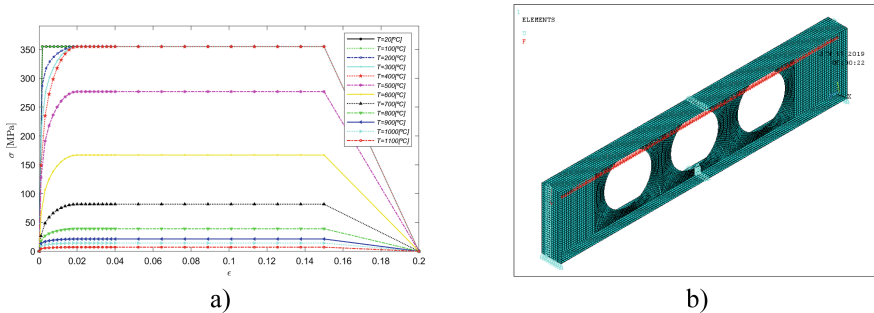 350
300
250
200
150
100
50
0
σ [MPa]
0 0.02 0.04 0.06 0.08 0.1 0.12 0.14 0.16 0.18 0.2
ϵ
T=20[ºC]
T=100[ºC]
T=200[ºC]
T=300[ºC]
T=400[ºC]
T=500[ºC]
T=600[ºC]
T=700[ºC]
T=800[ºC]
T=900[ºC]
T=1000[ºC]
T=1100[ºC]
a)
1
ELEMENTS
U
F
2019
:22
X
b)